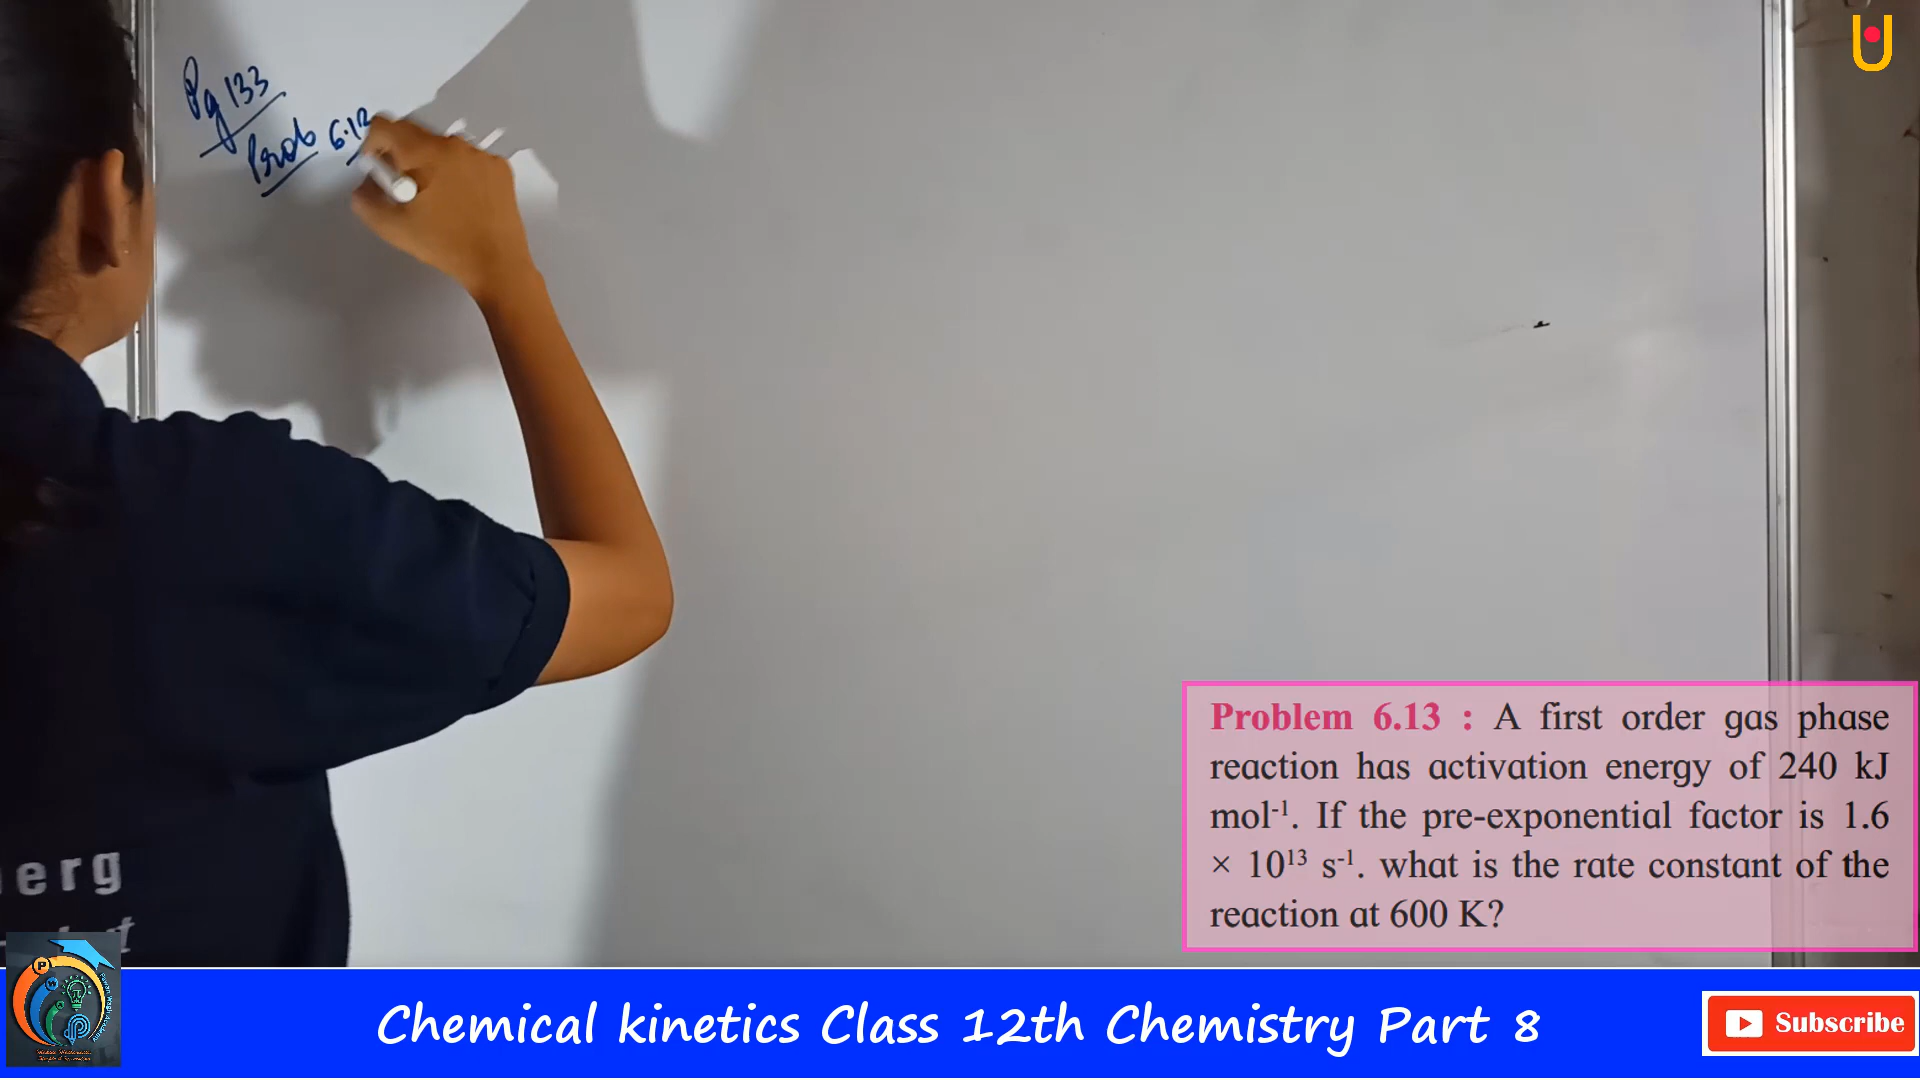 Pg 133
Prob 6.13
Problem 6.13 : A first order gas phase
reaction has activation energy of 240 kJ
mol⁻¹. If the pre-exponential factor is 1.6
× 10¹³ s⁻¹. what is the rate constant of the
reaction at 600 K?
erg
Chemical kinetics Class 12th Chemistry Part 8
Subscribe